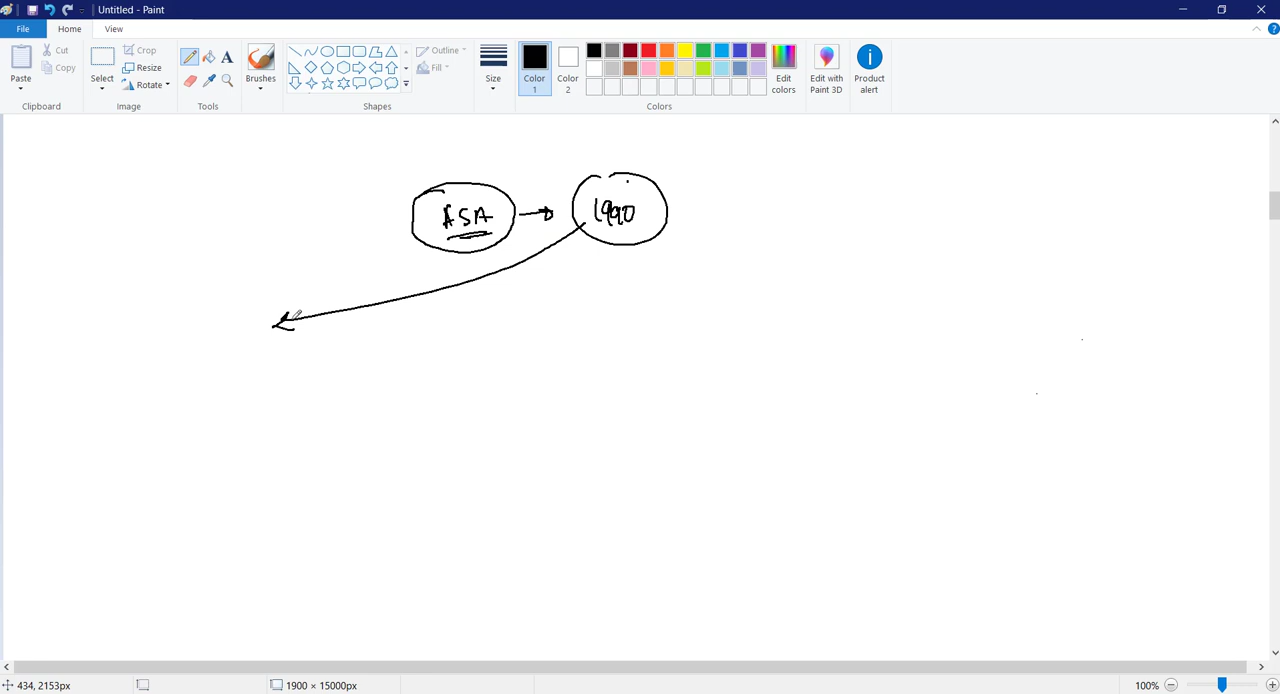 Untitled - Paint
File Home View
Paste Cut Copy
Clipboard
Select Crop Resize Rotate
Image
Tools
Brushes
Outline Fill
Shapes
Size
Color 1 Color 2
Edit colors
Colors
Edit with Paint 3D
Product alert
ASA 1990
434, 2153px 1900 × 15000px 100%